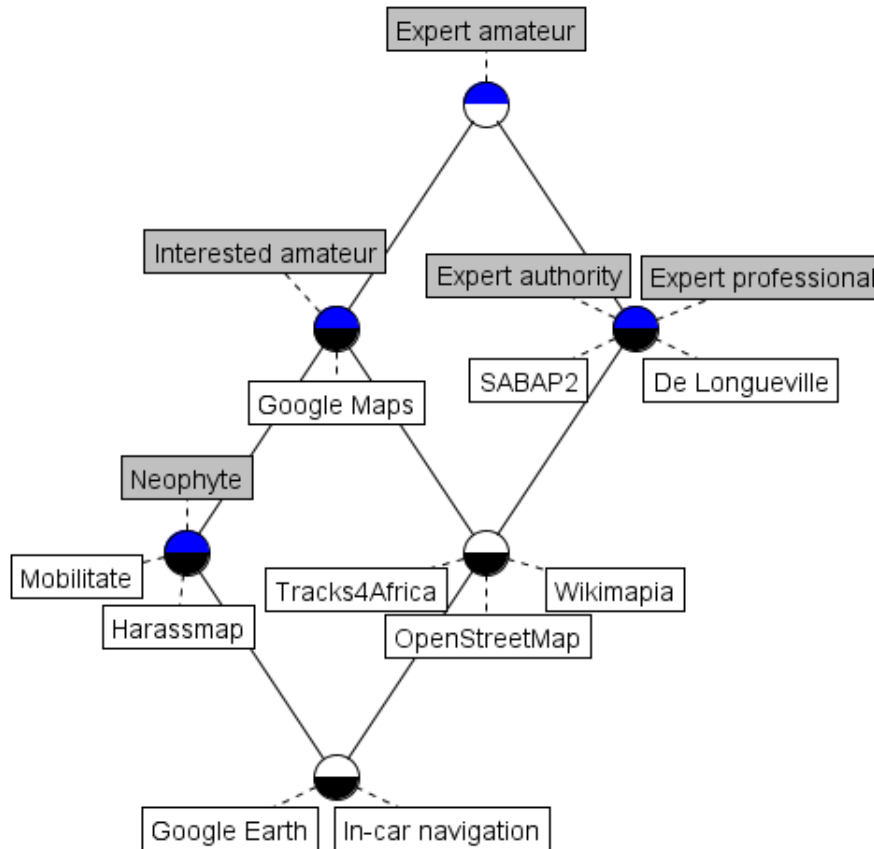 Expert amateur
Interested amateur
Expert authority
Expert professional
Google Maps
SABAP2
De Longueville
Neophyte
Mobilitate
Harassmap
Tracks4Africa
Wikimapia
OpenStreetMap
Google Earth
In-car navigation